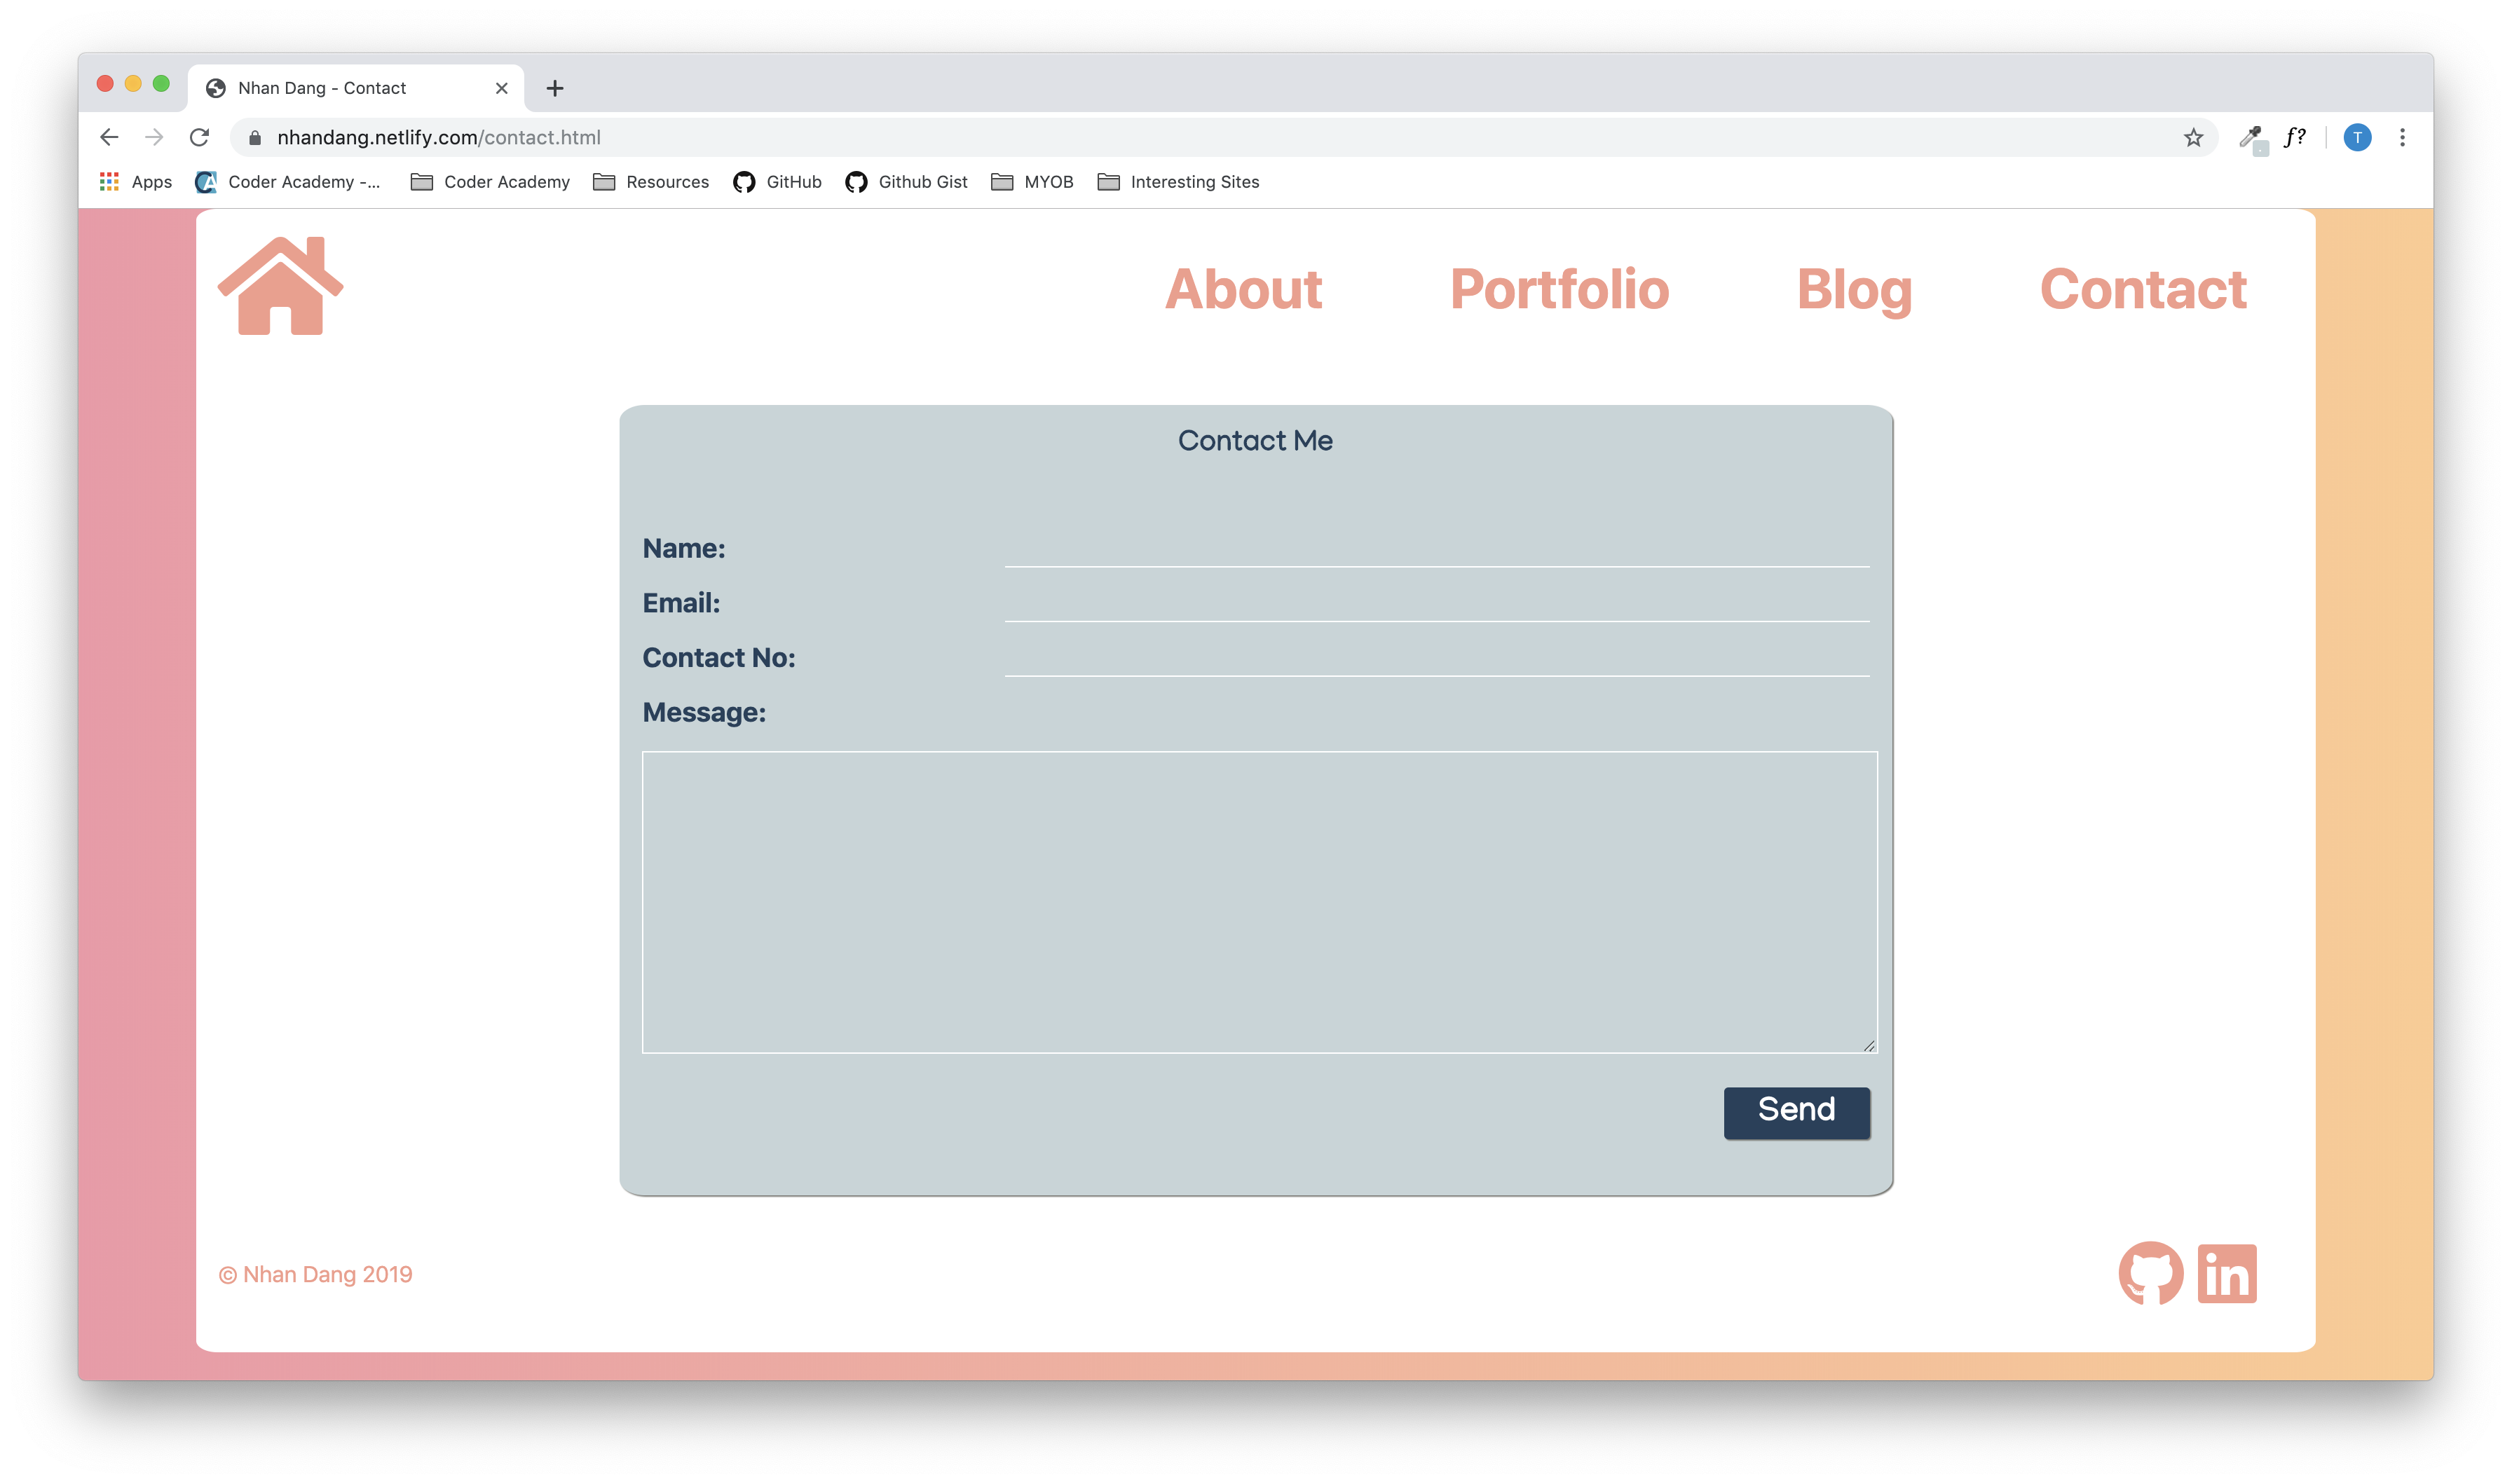 Nhan Dang - Contact
nhandang.netlify.com/contact.html
f?
T
Apps
CA
Coder Academy -...
Coder Academy
Resources
GitHub
Github Gist
MYOB
Interesting Sites
About
Portfolio
Blog
Contact
Contact Me
Name:
Email:
Contact No:
Message:
Send
© Nhan Dang 2019
in